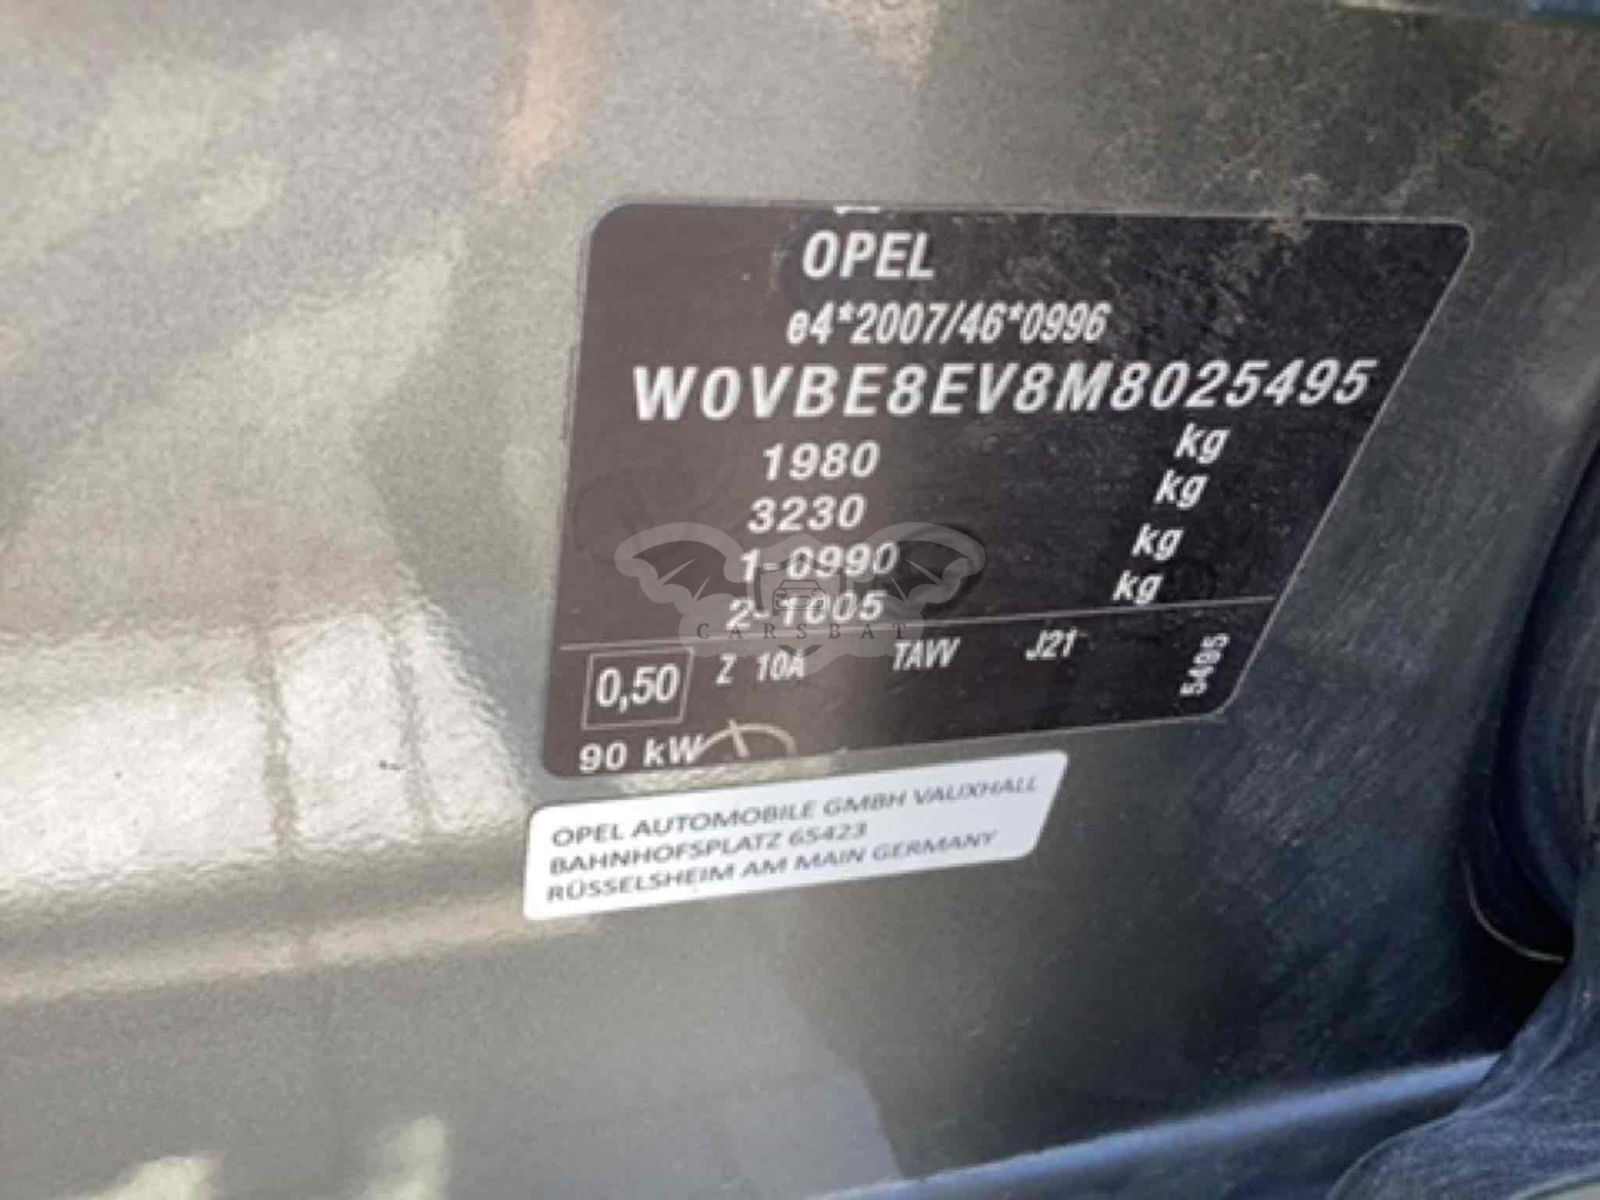 OPEL
e4*2007/46*0996
W0VBE8EV8M8025495
1980 kg
3230 kg
1-0990 kg
2-1005 kg
0,50 Z 10A TAVV J21 5495
90 kW
CARSBAT
OPEL AUTOMOBILE GMBH VAUXHALL
BAHNHOFSPLATZ 65423
RÜSSELSHEIM AM MAIN GERMANY